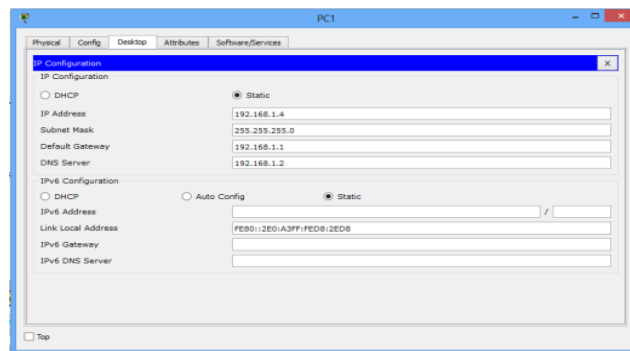 PC1
Physical Config Desktop Attributes Software/Services
IP Configuration X
IP Configuration
DHCP Static
IP Address 192.168.1.4
Subnet Mask 255.255.255.0
Default Gateway 192.168.1.1
DNS Server 192.168.1.2
IPv6 Configuration
DHCP Auto Config Static
IPv6 Address /
Link Local Address FE80::2E0:A3FF:FED8:2ED8
IPv6 Gateway
IPv6 DNS Server
Top